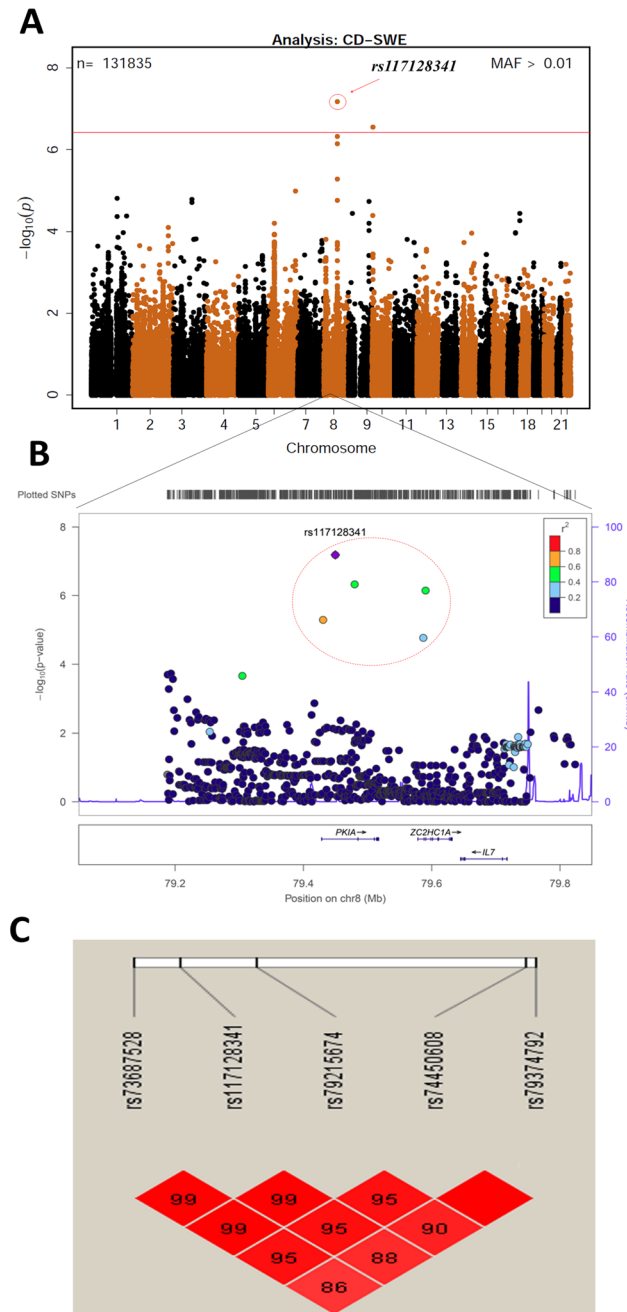 A
Analysis: CD-SWE
n= 131835
rs117128341
MAF > 0.01
8
6
4
2
0
−log10(p)
1 2 3 4 5 6 7 8 9 11 13 15 18 21
Chromosome
B
Plotted SNPs
rs117128341
r2
0.8
0.6
0.4
0.2
8
6
4
2
0
−log10(p−value)
100
80
60
40
20
0
PKIA→
ZC2HC1A→
←IL7
79.2 79.4 79.6 79.8
Position on chr8 (Mb)
C
rs73687528
rs117128341
rs79215674
rs74450608
rs79374792
99 99 95
99 95 90
95 88
86